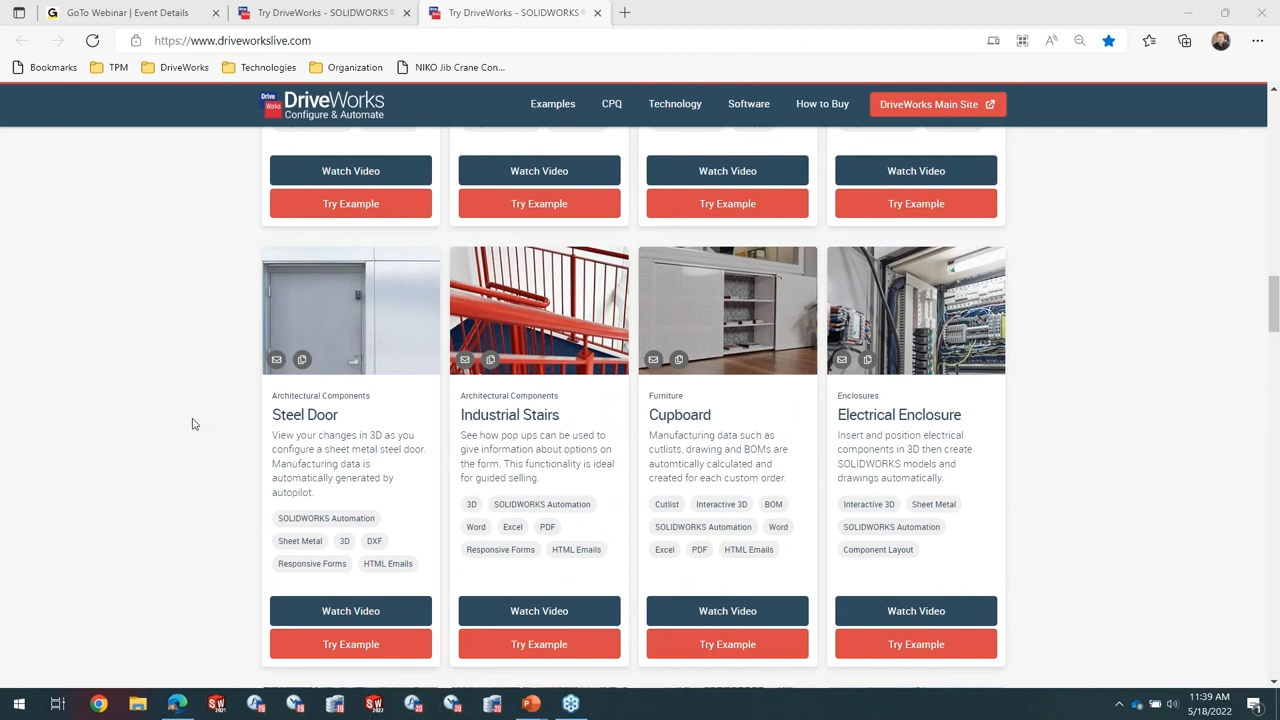 GoTo Webinar | Event Details
Try DriveWorks - SOLIDWORKS®
Try DriveWorks - SOLIDWORKS®
https://www.driveworkslive.com
Bookmarks TPM DriveWorks Technologies Organization NIKO Jib Crane Con...
Drive Works DriveWorks
Configure & Automate
Examples CPQ Technology Software How to Buy DriveWorks Main Site
Watch Video Watch Video Watch Video Watch Video
Try Example Try Example Try Example Try Example
Architectural Components
Steel Door
View your changes in 3D as you
configure a sheet metal steel door.
Manufacturing data is
automatically generated by
autopilot.
SOLIDWORKS Automation
Sheet Metal 3D DXF
Responsive Forms HTML Emails
Watch Video
Try Example
Architectural Components
Industrial Stairs
See how pop ups can be used to
give information about options on
the form. This functionality is ideal
for guided selling.
3D SOLIDWORKS Automation
Word Excel PDF
Responsive Forms HTML Emails
Watch Video
Try Example
Furniture
Cupboard
Manufacturing data such as
cutlists, drawing and BOMs are
automtically calculated and
created for each custom order.
Cutlist Interactive 3D BOM
SOLIDWORKS Automation Word
Excel PDF HTML Emails
Watch Video
Try Example
Enclosures
Electrical Enclosure
Insert and position electrical
components in 3D then create
SOLIDWORKS models and
drawings automatically.
Interactive 3D Sheet Metal
SOLIDWORKS Automation
Component Layout
Watch Video
Try Example
11:39 AM
5/18/2022